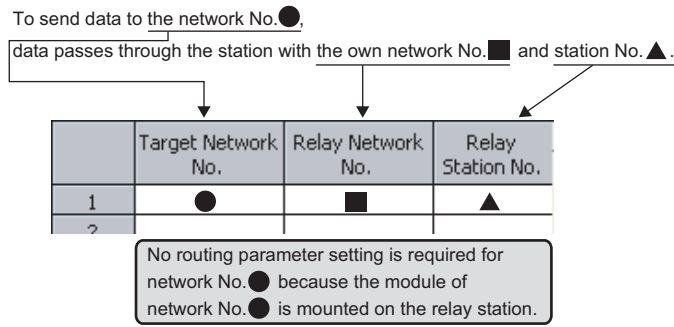 To send data to the network No.●,
data passes through the station with the own network No.■ and station No.▲.
Target Network No. Relay Network No. Relay Station No.
1 ● ■ ▲
2
No routing parameter setting is required for
network No.● because the module of
network No.● is mounted on the relay station.